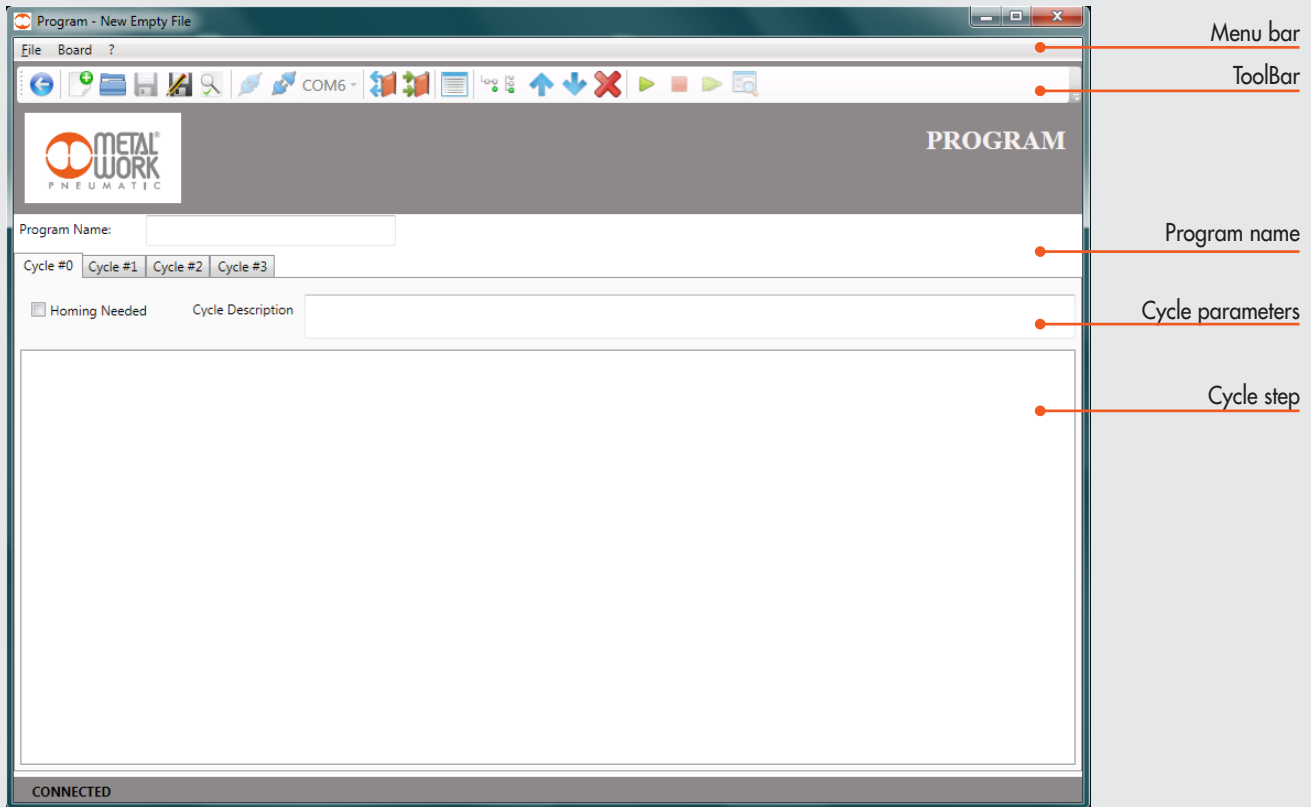 Program - New Empty File
File Board ?
COM6
METAL®
WORK
PNEUMATIC
PROGRAM
Program Name:
Cycle #0 Cycle #1 Cycle #2 Cycle #3
Homing Needed Cycle Description
CONNECTED
Menu bar
ToolBar
Program name
Cycle parameters
Cycle step